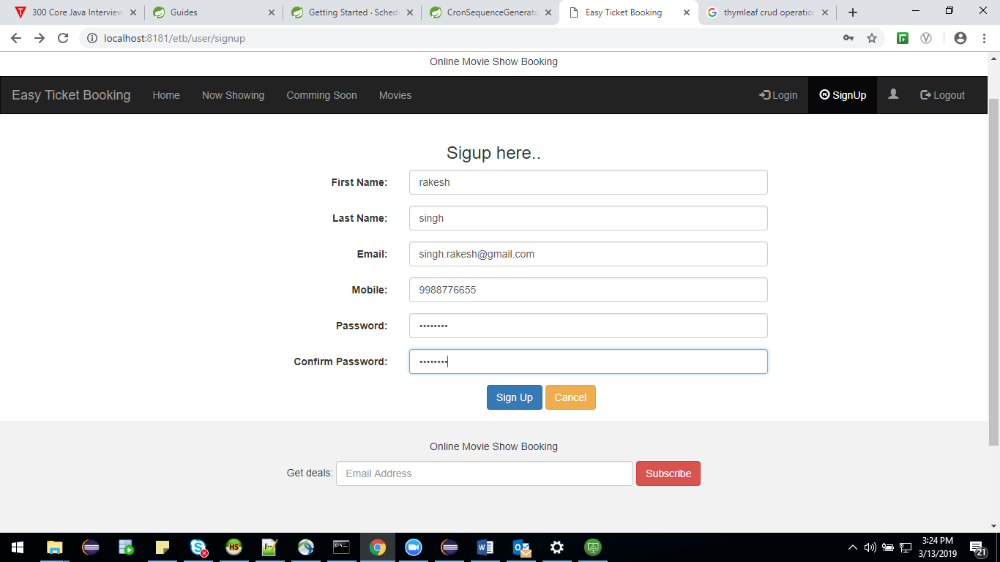 300 Core Java Interview
Guides
Getting Started · Sched
CronSequenceGenerato
Easy Ticket Booking
thymleaf crud operation
localhost:8181/etb/user/signup
Online Movie Show Booking
Easy Ticket Booking Home Now Showing Comming Soon Movies Login SignUp Logout
Sigup here..
First Name: rakesh
Last Name: singh
Email: singh.rakesh@gmail.com
Mobile: 9988776655
Password: ••••••••
Confirm Password: ••••••••
Sign Up Cancel
Online Movie Show Booking
Get deals: Email Address Subscribe
HS
3:24 PM
3/13/2019
21